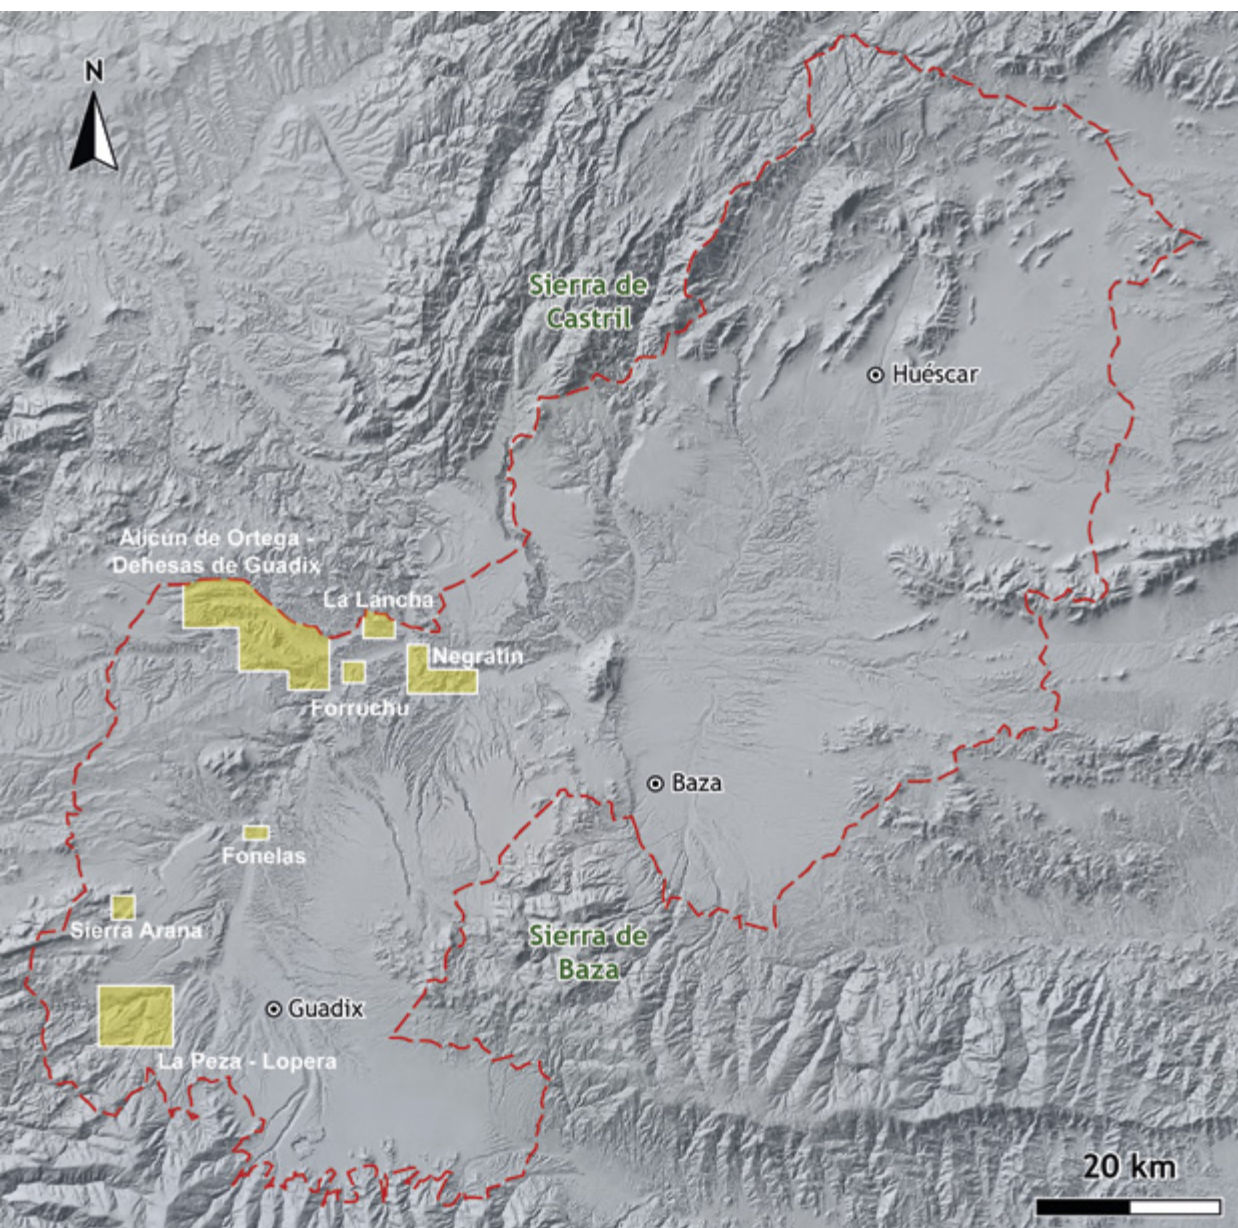 N
Sierra de
Castril
Huéscar
Alicún de Ortega -
Dehesas de Guadix
La Lancha
Negratín
Forruchu
Baza
Fonelas
Sierra Arana
Sierra de
Baza
Guadix
La Peza - Lopera
20 km